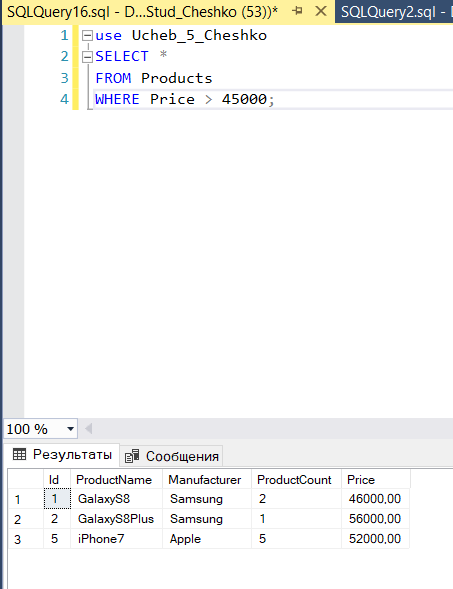 SQLQuery16.sql - D...Stud_Cheshko (53))* SQLQuery2.sql - D
1 use Ucheb_5_Cheshko
2 SELECT *
3 FROM Products
4 WHERE Price > 45000;
100 %
Результаты Сообщения
Id ProductName Manufacturer ProductCount Price
1 1 GalaxyS8 Samsung 2 46000,00
2 2 GalaxyS8Plus Samsung 1 56000,00
3 5 iPhone7 Apple 5 52000,00